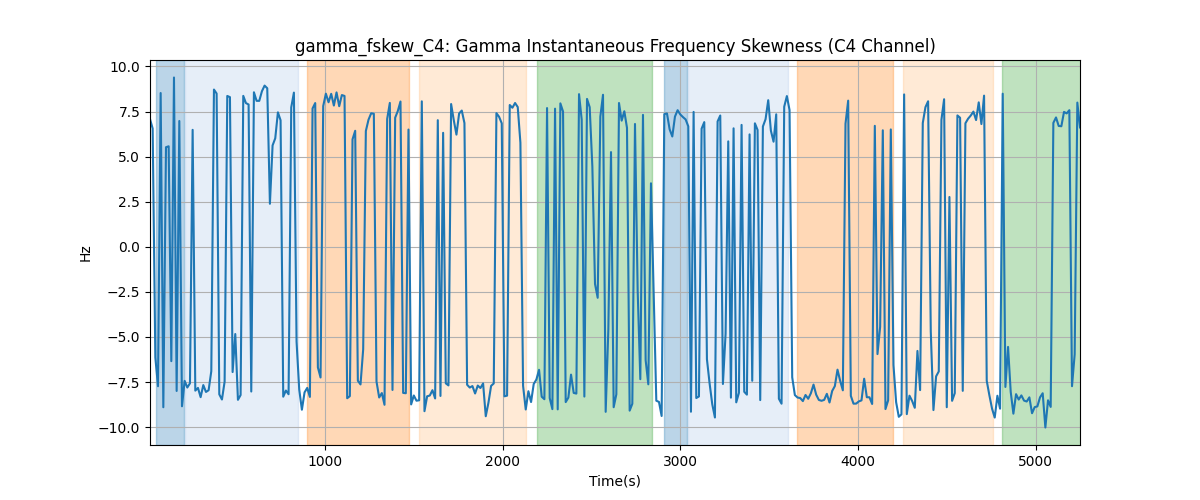 gamma_fskew_C4: Gamma Instantaneous Frequency Skewness (C4 Channel)
10.0
7.5
5.0
2.5
0.0
−2.5
−5.0
−7.5
−10.0
Hz
1000 2000 3000 4000 5000
Time(s)